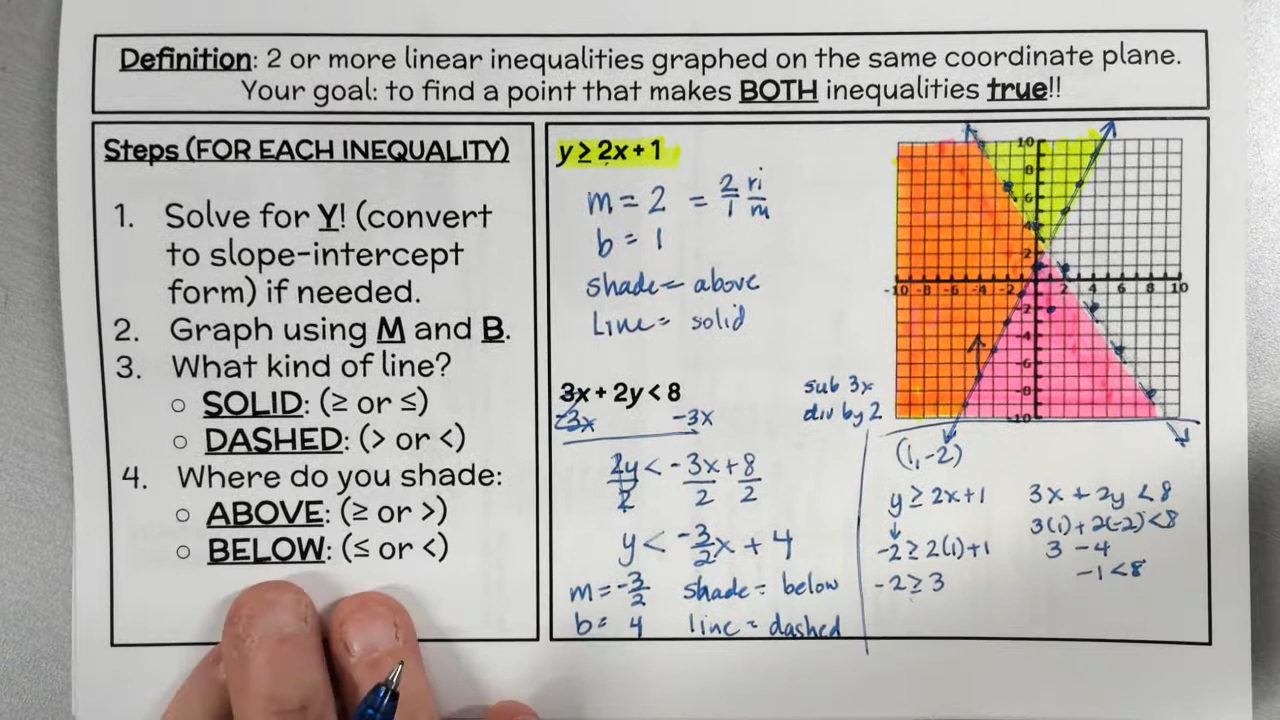 Definition: 2 or more linear inequalities graphed on the same coordinate plane.
Your goal: to find a point that makes BOTH inequalities true!!
Steps (FOR EACH INEQUALITY)
1. Solve for Y! (convert
to slope-intercept
form) if needed.
2. Graph using M and B.
3. What kind of line?
○ SOLID: (≥ or ≤)
○ DASHED: (> or <)
4. Where do you shade:
○ ABOVE: (≥ or >)
○ BELOW: (≤ or <)
y ≥ 2x + 1
m = 2 = 2/1 ri/m
b = 1
shade = above
Line = solid
3x + 2y < 8
-3x -3x
sub 3x
div by 2
2y/2 < -3x/2 + 8/2
y < -3/2x + 4
m = -3/2 shade = below
b = 4 line = dashed
10
8
6
4
2
-10 -8 -6 -4 -2 2 4 6 8 10
-2
-4
-6
-8
-10
(1,-2)
y ≥ 2x+1
-2 ≥ 2(1)+1
-2 ≥ 3
3x + 2y < 8
3(1)+2(-2)<8
3 -4
-1<8